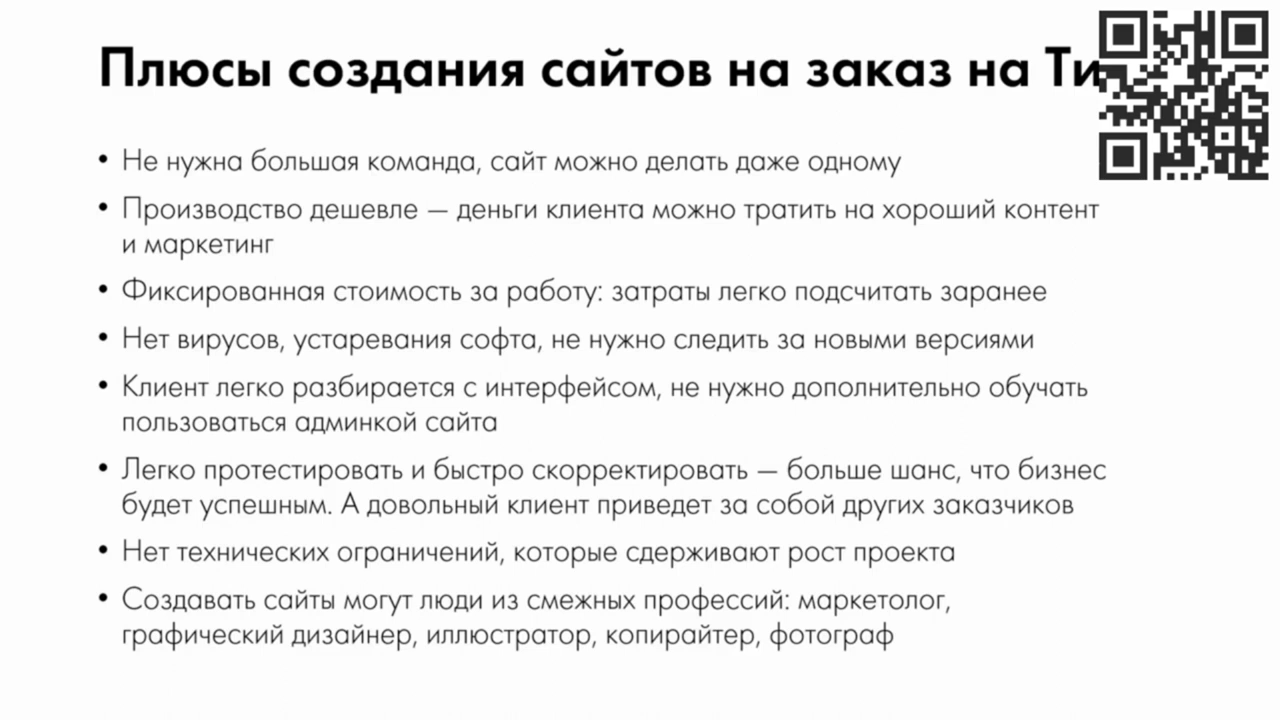 Плюсы создания сайтов на заказ на
• Не нужна большая команда, сайт можно делать даже одному
• Производство дешевле — деньги клиента можно тратить на хороший контент
и маркетинг
• Фиксированная стоимость за работу: затраты легко подсчитать заранее
• Нет вирусов, устаревания софта, не нужно следить за новыми версиями
• Клиент легко разбирается с интерфейсом, не нужно дополнительно обучать
пользоваться админкой сайта
• Легко протестировать и быстро скорректировать — больше шанс, что бизнес
будет успешным. А довольный клиент приведет за собой других заказчиков
• Нет технических ограничений, которые сдерживают рост проекта
• Создавать сайты могут люди из смежных профессий: маркетолог,
графический дизайнер, иллюстратор, копирайтер, фотограф